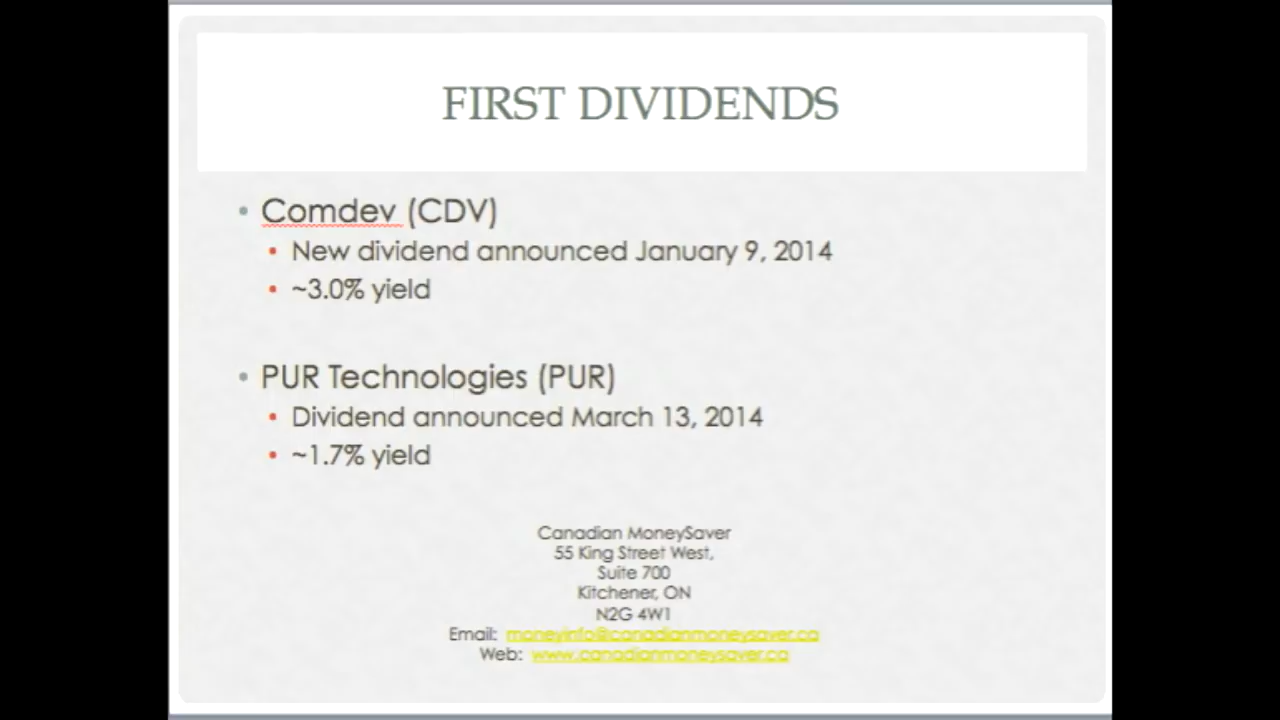 FIRST DIVIDENDS
• Comdev (CDV)
• New dividend announced January 9, 2014
• ~3.0% yield
• PUR Technologies (PUR)
• Dividend announced March 13, 2014
• ~1.7% yield
Canadian MoneySaver
55 King Street West,
Suite 700
Kitchener, ON
N2G 4W1
Email: moneyinfo@canadianmoneysaver.ca
Web: www.canadianmoneysaver.ca